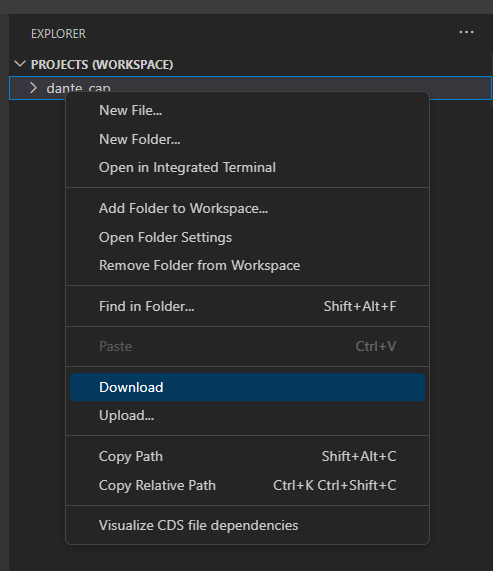 EXPLORER
PROJECTS (WORKSPACE)
dante_cap
New File...
New Folder...
Open in Integrated Terminal
Add Folder to Workspace...
Open Folder Settings
Remove Folder from Workspace
Find in Folder... Shift+Alt+F
Paste Ctrl+V
Download
Upload...
Copy Path Shift+Alt+C
Copy Relative Path Ctrl+K Ctrl+Shift+C
Visualize CDS file dependencies